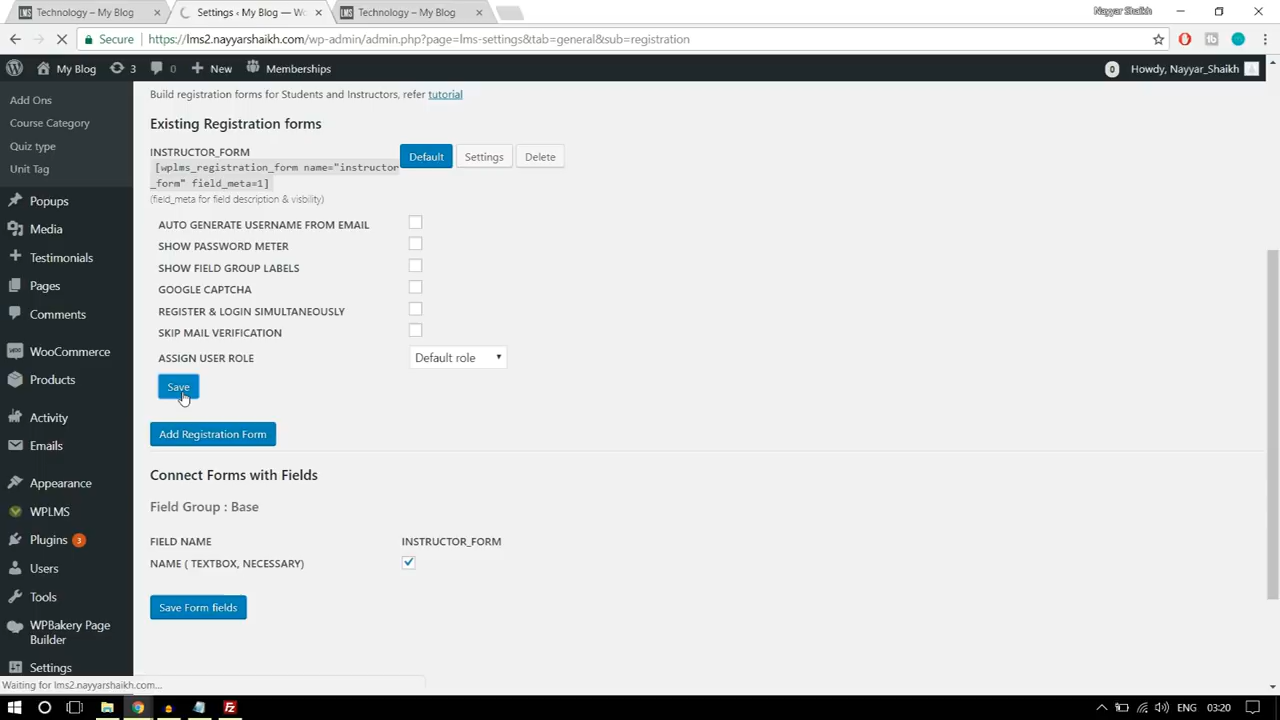 Technology – My Blog
Settings ‹ My Blog — W
Technology – My Blog
Nayyar Shaikh
Secure
https://lms2.nayyarshaikh.com/wp-admin/admin.php?page=lms-settings&tab=general&sub=registration
My Blog
3
0
New
Memberships
0
Howdy, Nayyar_Shaikh
Add Ons
Course Category
Quiz type
Unit Tag
Popups
Media
Testimonials
Pages
Comments
WooCommerce
Products
Activity
Emails
Appearance
WPLMS
Plugins 3
Users
Tools
WPBakery Page
Builder
Settings
Build registration forms for Students and Instructors, refer tutorial
Existing Registration forms
INSTRUCTOR_FORM
[wplms_registration_form name="instructor
_form" field_meta=1]
(field_meta for field description & visbility)
Default
Settings
Delete
AUTO GENERATE USERNAME FROM EMAIL
SHOW PASSWORD METER
SHOW FIELD GROUP LABELS
GOOGLE CAPTCHA
REGISTER & LOGIN SIMULTANEOUSLY
SKIP MAIL VERIFICATION
ASSIGN USER ROLE
Default role
Save
Add Registration Form
Connect Forms with Fields
Field Group : Base
FIELD NAME
INSTRUCTOR_FORM
NAME ( TEXTBOX, NECESSARY)
Save Form fields
Waiting for lms2.nayyarshaikh.com...
ENG
03:20